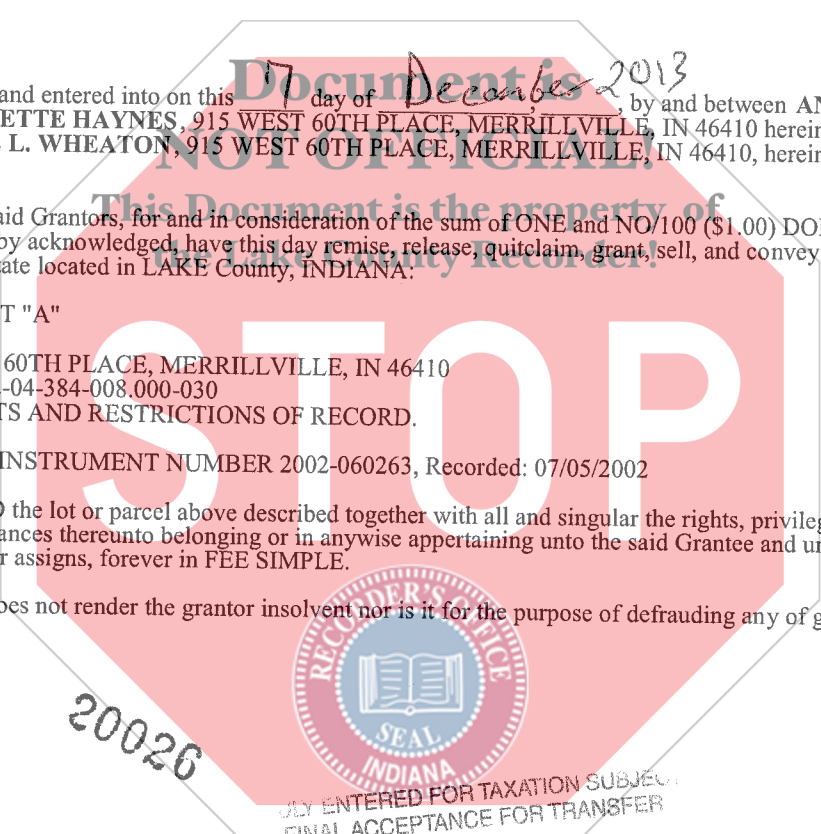 Document is
NOT OFFICIAL!
This Document is the property of
the Lake County Recorder!
STOP
and entered into on this 17 day of December 2013, by and between AN
ETTE HAYNES, 915 WEST 60TH PLACE, MERRILLVILLE, IN 46410 herein
L. WHEATON, 915 WEST 60TH PLACE, MERRILLVILLE, IN 46410, herein
aid Grantors, for and in consideration of the sum of ONE and NO/100 ($1.00) DO
by acknowledged, have this day remise, release, quitclaim, grant, sell, and convey
ate located in LAKE County, INDIANA:
T "A"
60TH PLACE, MERRILLVILLE, IN 46410
-04-384-008.000-030
TS AND RESTRICTIONS OF RECORD.
INSTRUMENT NUMBER 2002-060263, Recorded: 07/05/2002
the lot or parcel above described together with all and singular the rights, privileg
ances thereunto belonging or in anywise appertaining unto the said Grantee and un
r assigns, forever in FEE SIMPLE.
oes not render the grantor insolvent nor is it for the purpose of defrauding any of g
RECORDER'S OFFICE
SEAL
INDIANA
20026
ULY ENTERED FOR TAXATION SUBJEC
FINAL ACCEPTANCE FOR TRANSFER